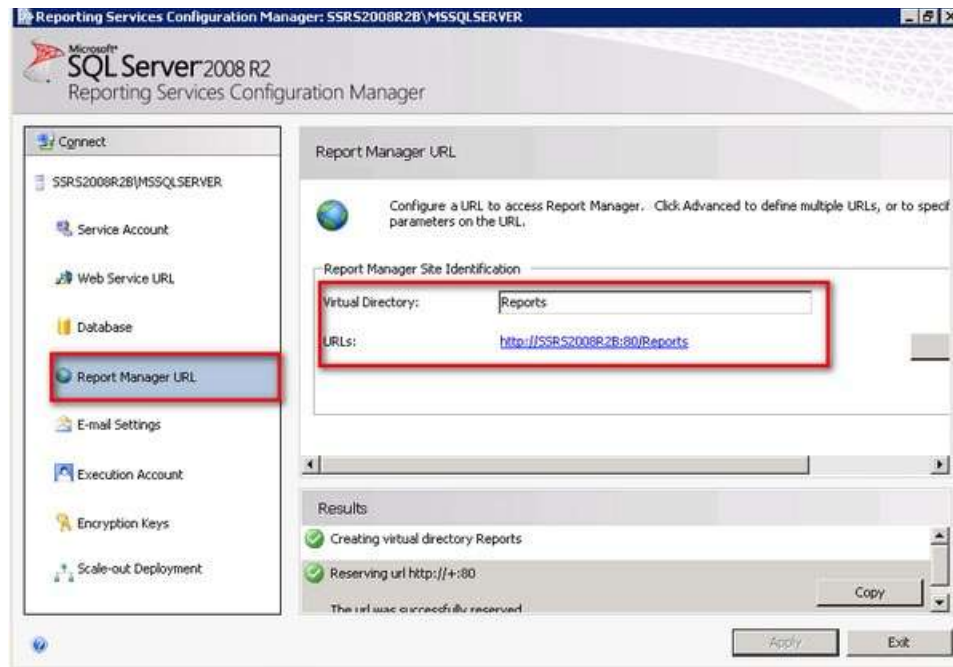 Reporting Services Configuration Manager: SSRS2008R2B\MSSQLSERVER
Microsoft
SQL Server 2008 R2
Reporting Services Configuration Manager
Connect
SSRS2008R2B\MSSQLSERVER
Service Account
Web Service URL
Database
Report Manager URL
E-mail Settings
Execution Account
Encryption Keys
Scale-out Deployment
Report Manager URL
Configure a URL to access Report Manager. Click Advanced to define multiple URLs, or to specif
parameters on the URL.
Report Manager Site Identification
Virtual Directory: Reports
URLs: http://SSRS2008R2B:80/Reports
Results
Creating virtual directory Reports
Reserving url http://+:80
The url was successfully reserved
Copy
Apply
Exit